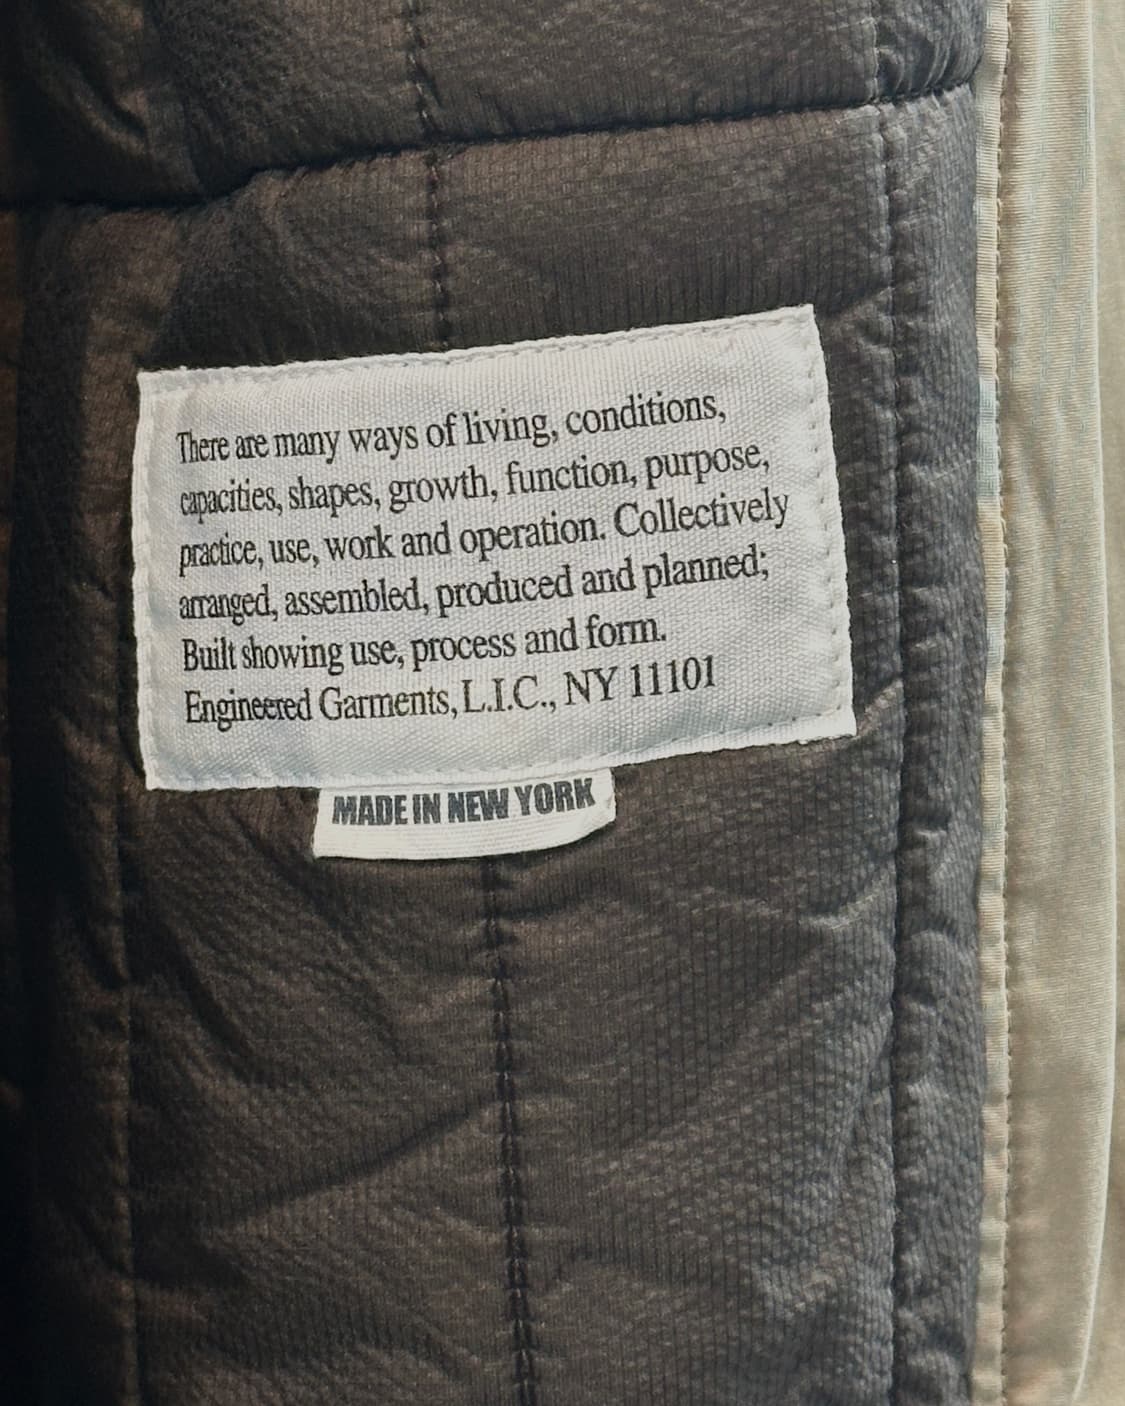 There are many ways of living, conditions,
capacities, shapes, growth, function, purpose,
practice, use, work and operation. Collectively
arranged, assembled, produced and planned;
Built showing use, process and form.
Engineered Garments, L.I.C., NY 11101
MADE IN NEW YORK